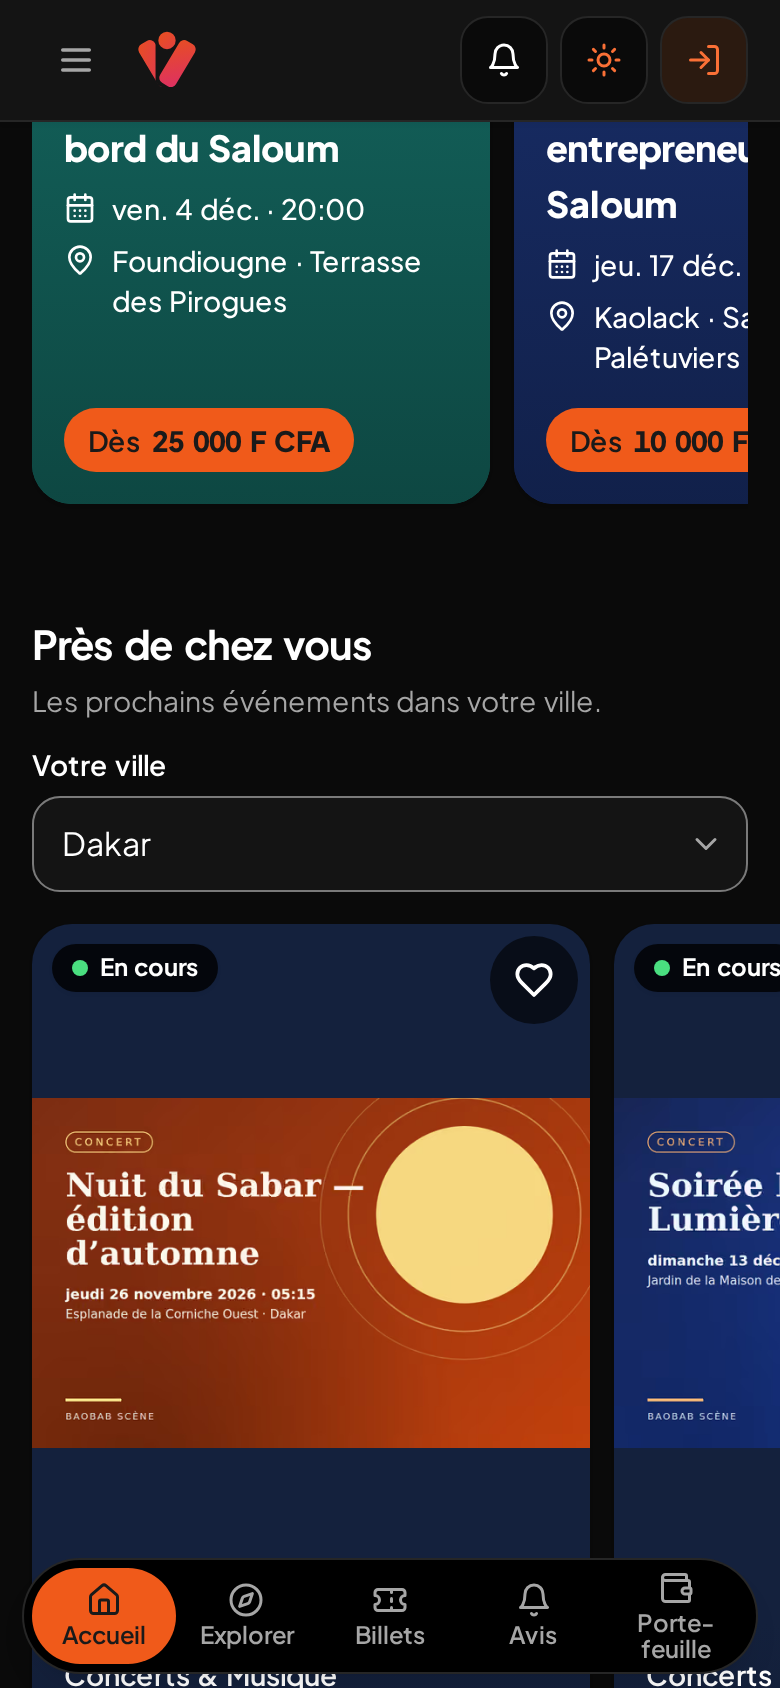 bord du Saloum
ven. 4 déc. · 20:00
Foundiougne · Terrasse
des Pirogues
Dès 25 000 F CFA
entrepreneu
Saloum
jeu. 17 déc.
Kaolack · Sa
Palétuviers
Dès 10 000 F
Près de chez vous
Les prochains événements dans votre ville.
Votre ville
Dakar
En cours
CONCERT
Nuit du Sabar —
édition
d’automne
jeudi 26 novembre 2026 · 05:15
Esplanade de la Corniche Ouest · Dakar
BAOBAB SCÈNE
En cours
CONCERT
Soirée
Lumièr
dimanche 13 déc
Jardin de la Maison de
BAOBAB SCÈNE
Concerts & Musique
Concerts
Accueil
Explorer
Billets
Avis
Porte-
feuille